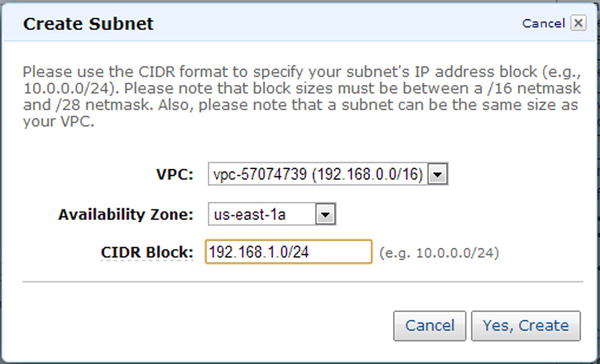 Create Subnet
Cancel
Please use the CIDR format to specify your subnet's IP address block (e.g.,
10.0.0.0/24). Please note that block sizes must be between a /16 netmask
and /28 netmask. Also, please note that a subnet can be the same size as
your VPC.
VPC: vpc-57074739 (192.168.0.0/16)
Availability Zone: us-east-1a
CIDR Block: 192.168.1.0/24 (e.g. 10.0.0.0/24)
Cancel Yes, Create